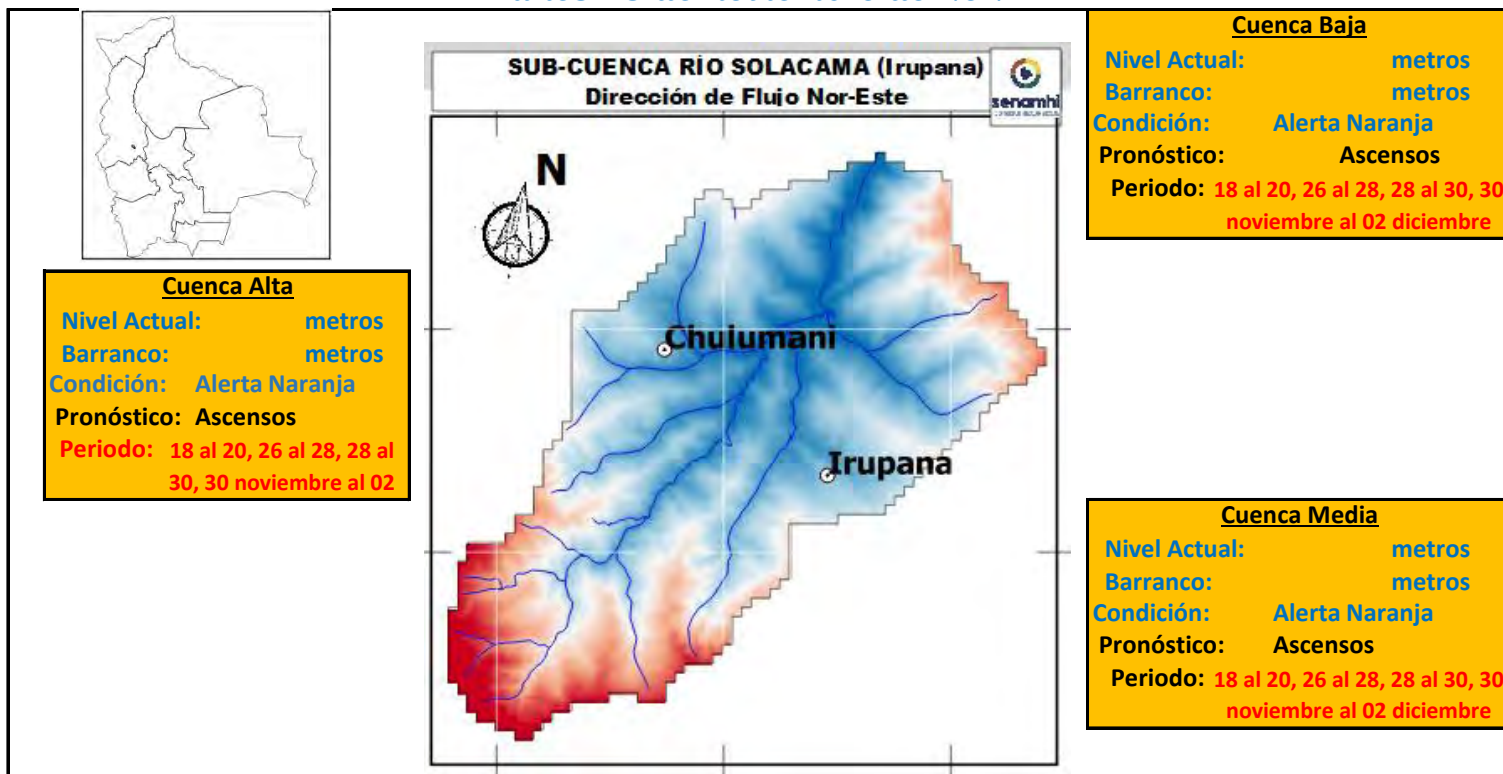 SUB-CUENCA RÍO SOLACAMA (Irupana)
Dirección de Flujo Nor-Este
senamhi
N
Chulumani
Irupana
Cuenca Alta
Nivel Actual: metros
Barranco: metros
Condición: Alerta Naranja
Pronóstico: Ascensos
Periodo: 18 al 20, 26 al 28, 28 al
30, 30 noviembre al 02
Cuenca Baja
Nivel Actual: metros
Barranco: metros
Condición: Alerta Naranja
Pronóstico: Ascensos
Periodo: 18 al 20, 26 al 28, 28 al 30, 30
noviembre al 02 diciembre
Cuenca Media
Nivel Actual: metros
Barranco: metros
Condición: Alerta Naranja
Pronóstico: Ascensos
Periodo: 18 al 20, 26 al 28, 28 al 30, 30
noviembre al 02 diciembre